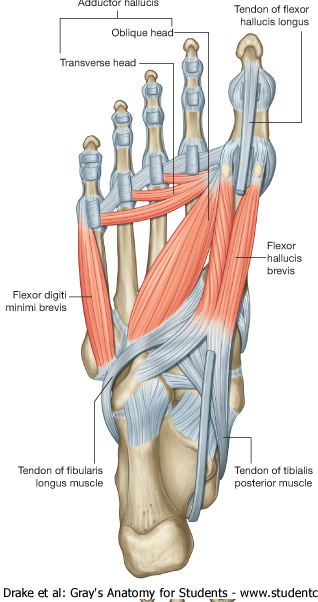 Adductor hallucis
Tendon of flexor
hallucis longus
Oblique head
Transverse head
Flexor
hallucis
brevis
Flexor digiti
minimi brevis
Tendon of fibularis
longus muscle
Tendon of tibialis
posterior muscle
Drake et al: Gray's Anatomy for Students - www.studentc